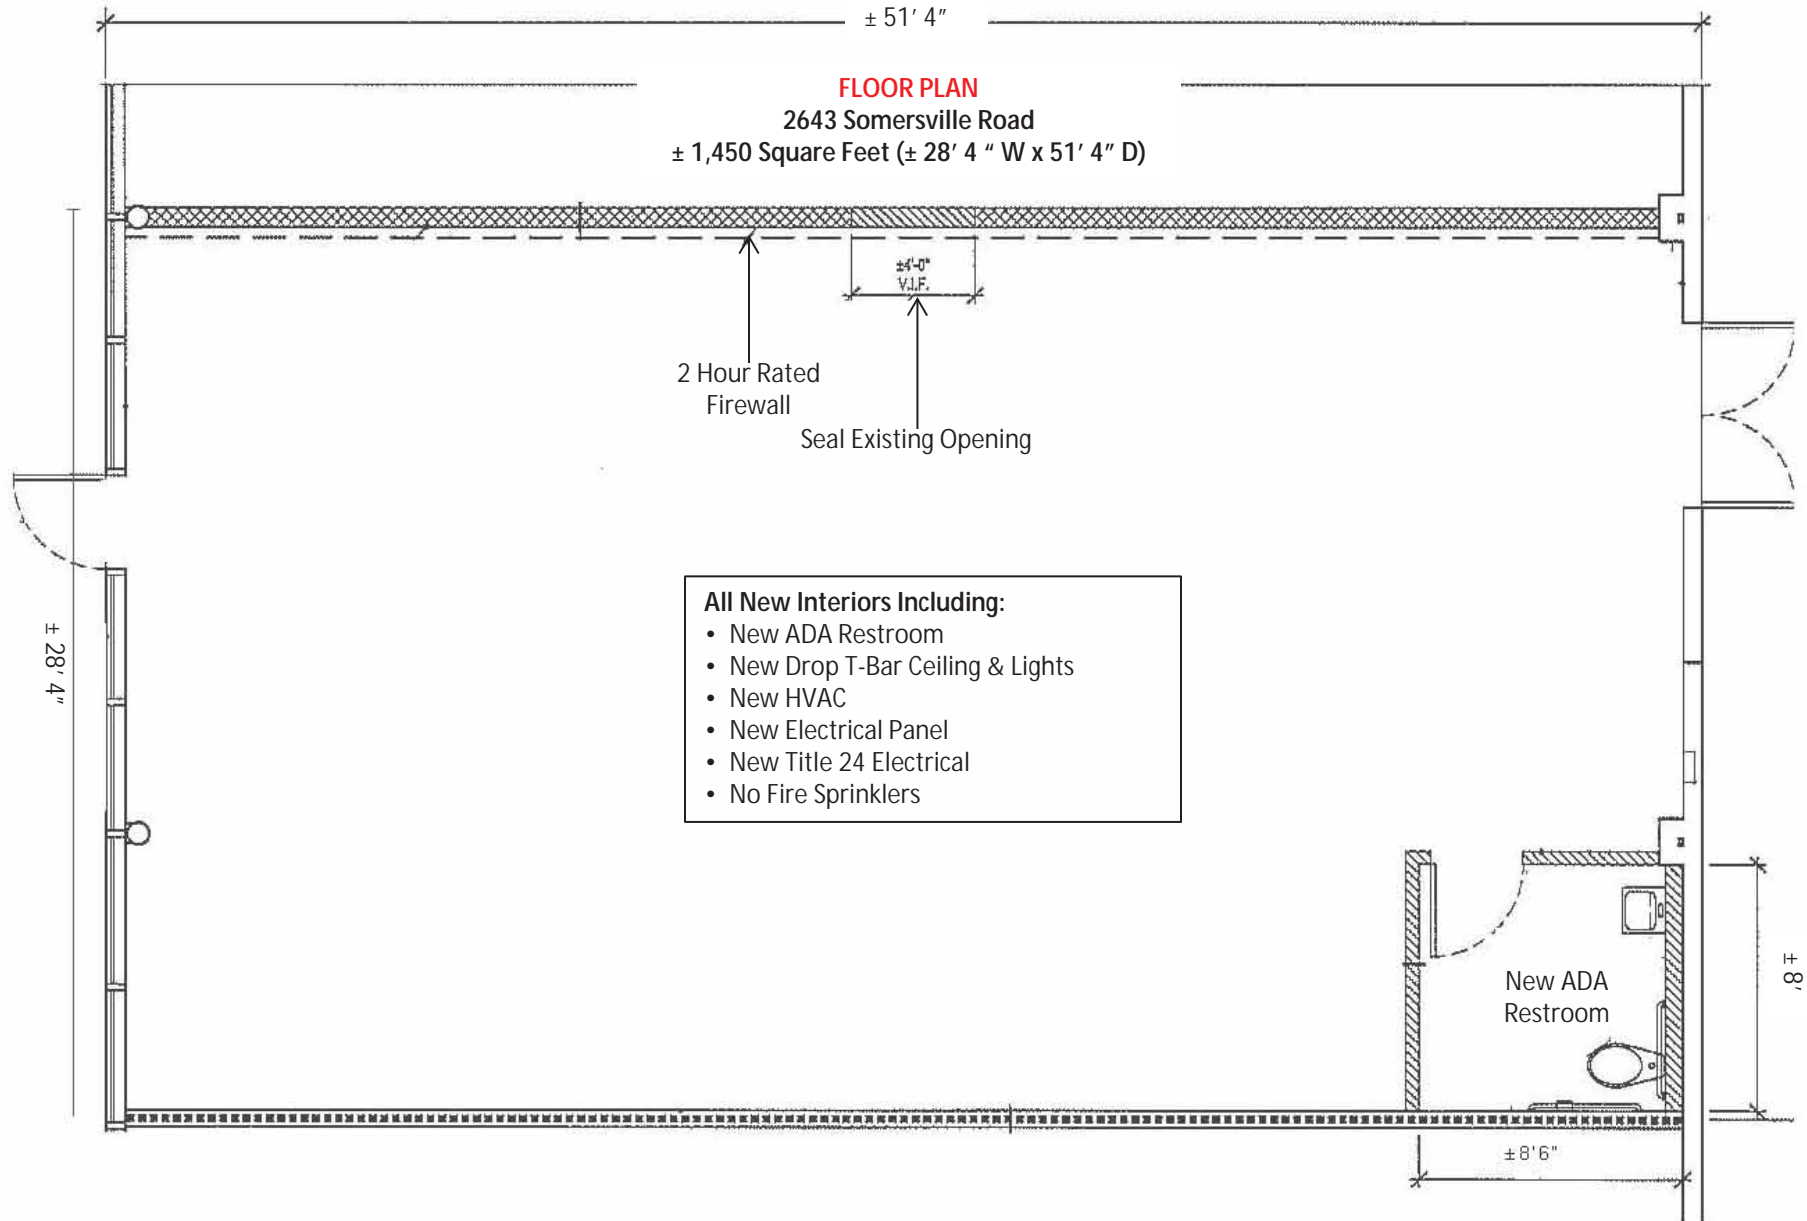 ± 51' 4"
FLOOR PLAN
2643 Somersville Road
± 1,450 Square Feet (± 28' 4 " W x 51' 4" D)
±4'-0"
V.I.F.
2 Hour Rated
Firewall
Seal Existing Opening
± 28' 4"
All New Interiors Including:
• New ADA Restroom
• New Drop T-Bar Ceiling & Lights
• New HVAC
• New Electrical Panel
• New Title 24 Electrical
• No Fire Sprinklers
New ADA
Restroom
± 8'
±8'6"